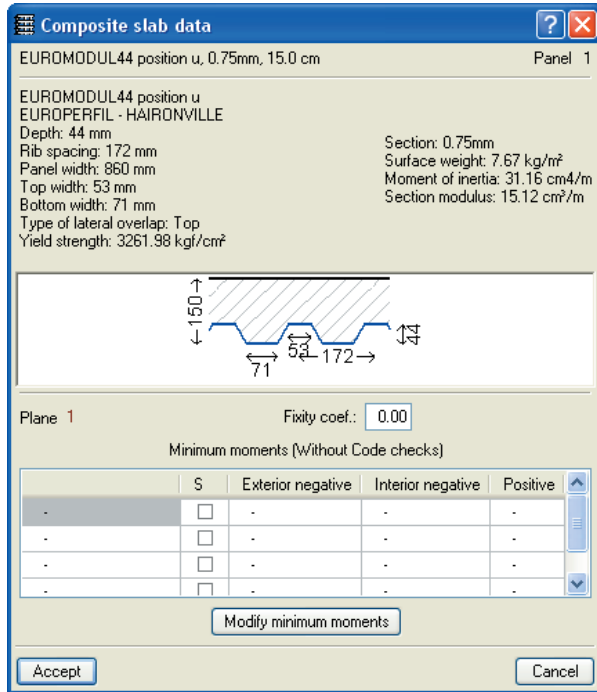 Composite slab data
EUROMODUL44 position u, 0.75mm, 15.0 cm Panel 1
EUROMODUL44 position u
EUROPERFIL - HAIRONVILLE
Depth: 44 mm
Rib spacing: 172 mm
Panel width: 860 mm
Top width: 53 mm
Bottom width: 71 mm
Type of lateral overlap: Top
Yield strength: 3261.98 kgf/cm²
Section: 0.75mm
Surface weight: 7.67 kg/m²
Moment of inertia: 31.16 cm4/m
Section modulus: 15.12 cm³/m
150
44
53
172
71
Plane 1 Fixity coef.: 0.00
Minimum moments (Without Code checks)
S Exterior negative Interior negative Positive
- - - -
- - - -
- - - -
- - - -
Modify minimum moments
Accept Cancel